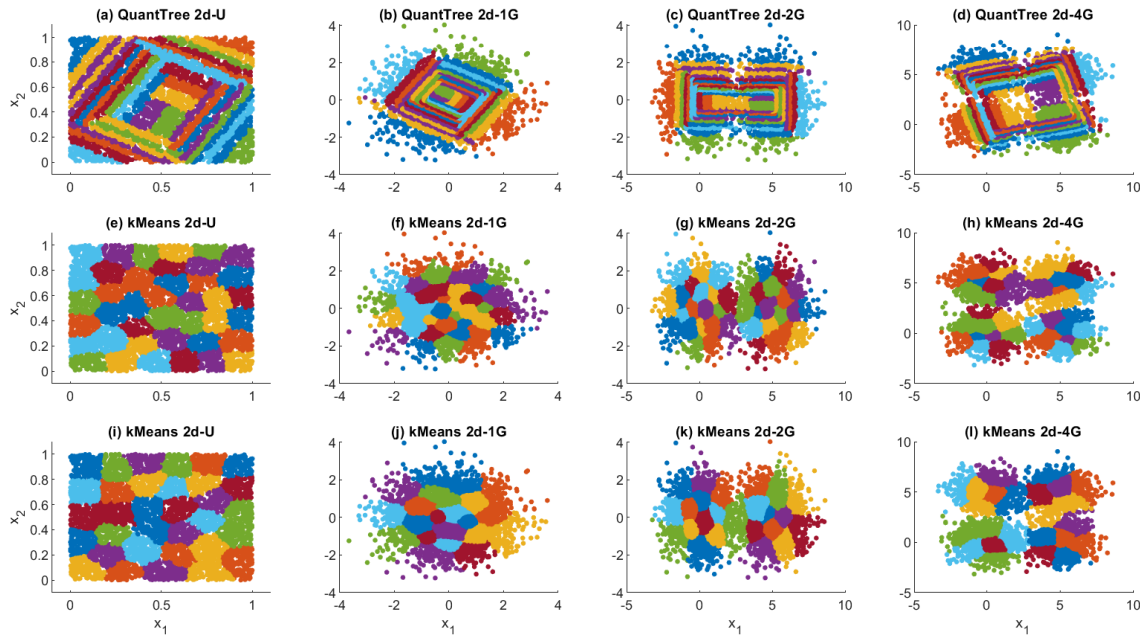 (a) QuantTree 2d-U
(b) QuantTree 2d-1G
(c) QuantTree 2d-2G
(d) QuantTree 2d-4G
x2
1
0.8
0.6
0.4
0.2
0
0 0.5 1
4
2
0
-2
-4
-4 -2 0 2 4
4
2
0
-2
-4
-5 0 5 10
10
5
0
-5
-5 0 5 10
(e) kMeans 2d-U
(f) kMeans 2d-1G
(g) kMeans 2d-2G
(h) kMeans 2d-4G
x2
1
0.8
0.6
0.4
0.2
0
0 0.5 1
4
2
0
-2
-4
-4 -2 0 2 4
4
2
0
-2
-4
-5 0 5 10
10
5
0
-5
-5 0 5 10
(i) kMeans 2d-U
(j) kMeans 2d-1G
(k) kMeans 2d-2G
(l) kMeans 2d-4G
x2
1
0.8
0.6
0.4
0.2
0
0 0.5 1
x1
4
2
0
-2
-4
-4 -2 0 2 4
x1
4
2
0
-2
-4
-5 0 5 10
x1
10
5
0
-5
-5 0 5 10
x1